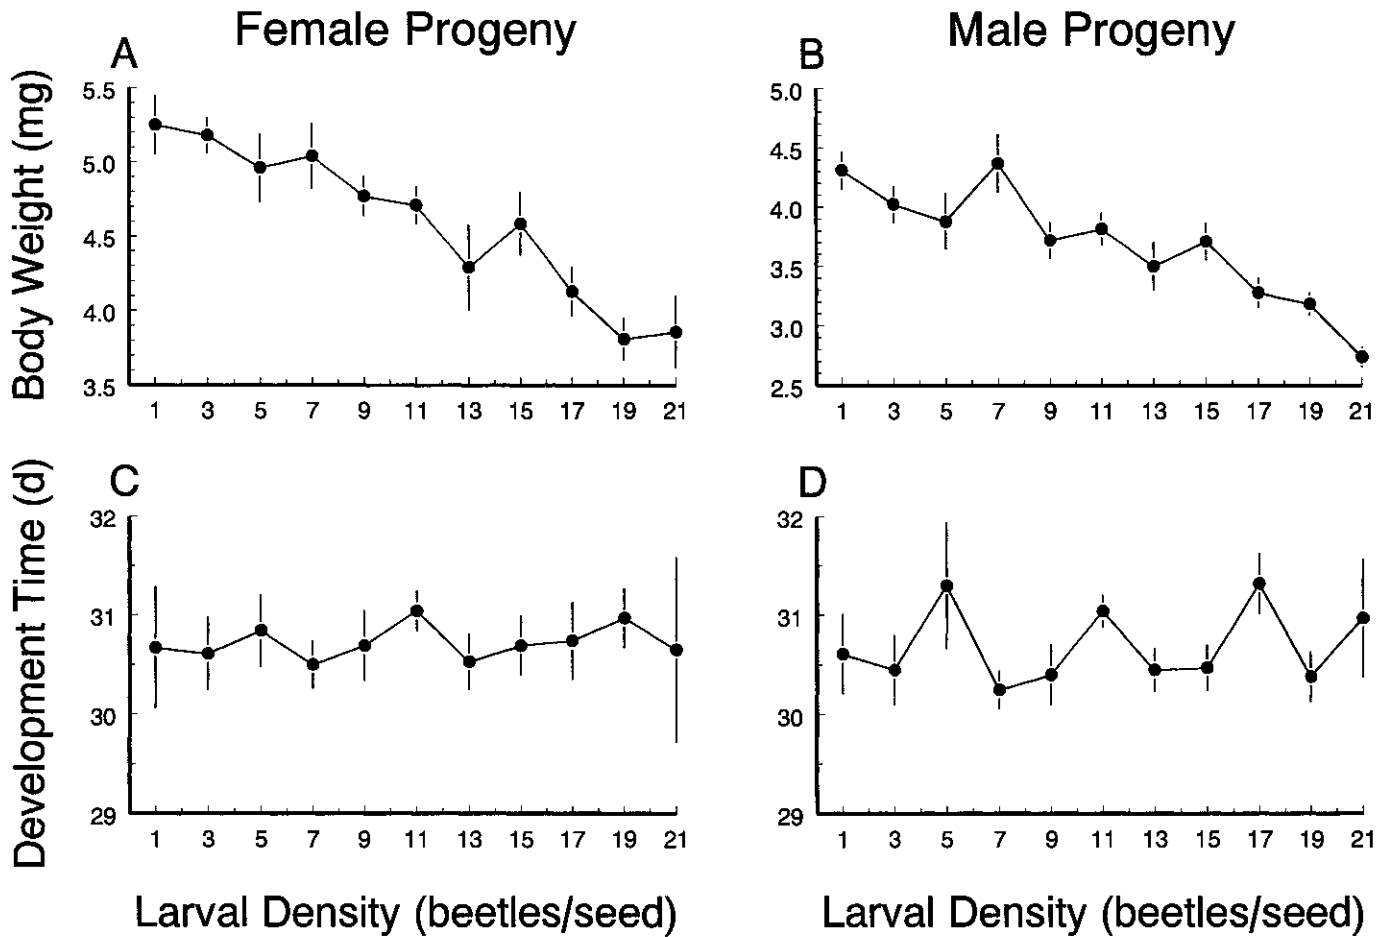 Female Progeny
Male Progeny
A
B
Body Weight (mg)
5.5
5.0
4.5
4.0
3.5
1 3 5 7 9 11 13 15 17 19 21
5.0
4.5
4.0
3.5
3.0
2.5
1 3 5 7 9 11 13 15 17 19 21
C
D
Development Time (d)
32
31
30
29
1 3 5 7 9 11 13 15 17 19 21
32
31
30
29
1 3 5 7 9 11 13 15 17 19 21
Larval Density (beetles/seed)
Larval Density (beetles/seed)